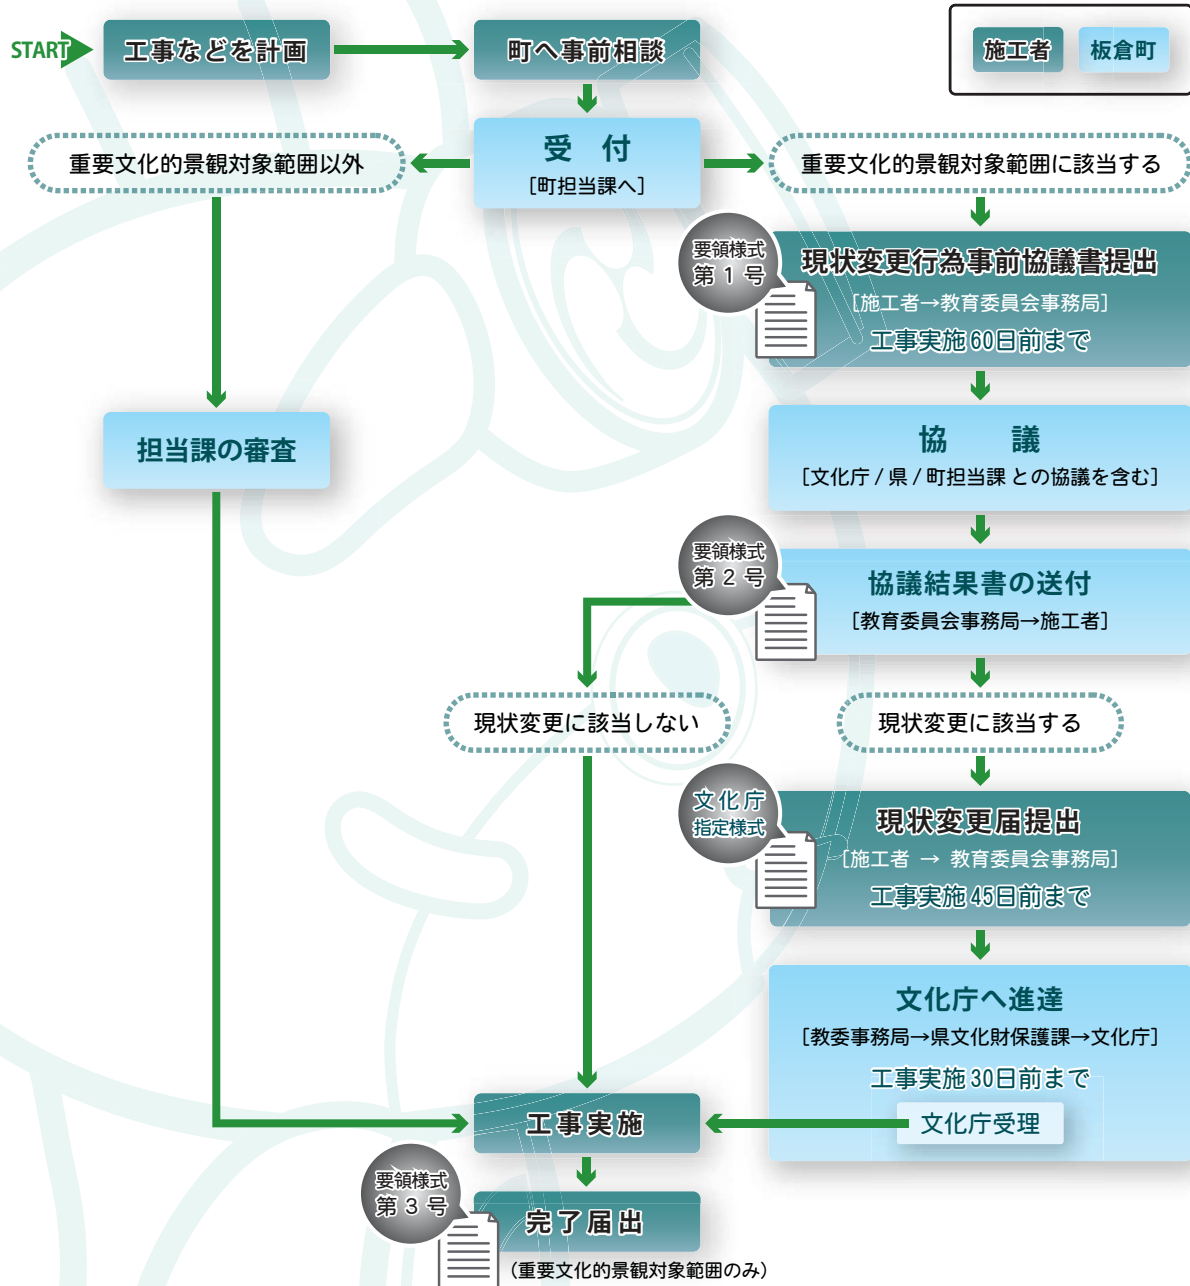 START
工事などを計画
町へ事前相談
施工者
板倉町
受　付
［町担当課へ］
重要文化的景観対象範囲以外
重要文化的景観対象範囲に該当する
要領様式
第 1 号
現状変更行為事前協議書提出
［施工者→教育委員会事務局］
工事実施 60日前まで
担当課の審査
協　議
［文化庁 / 県 / 町担当課 との協議を含む］
要領様式
第 2 号
協議結果書の送付
［教育委員会事務局→施工者］
現状変更に該当しない
現状変更に該当する
文化庁
指定様式
現状変更届提出
［施工者 → 教育委員会事務局］
工事実施 45日前まで
文化庁へ進達
［教委事務局→県文化財保護課→文化庁］
工事実施 30日前まで
文化庁受理
工事実施
要領様式
第 3 号
完了届出
（重要文化的景観対象範囲のみ）